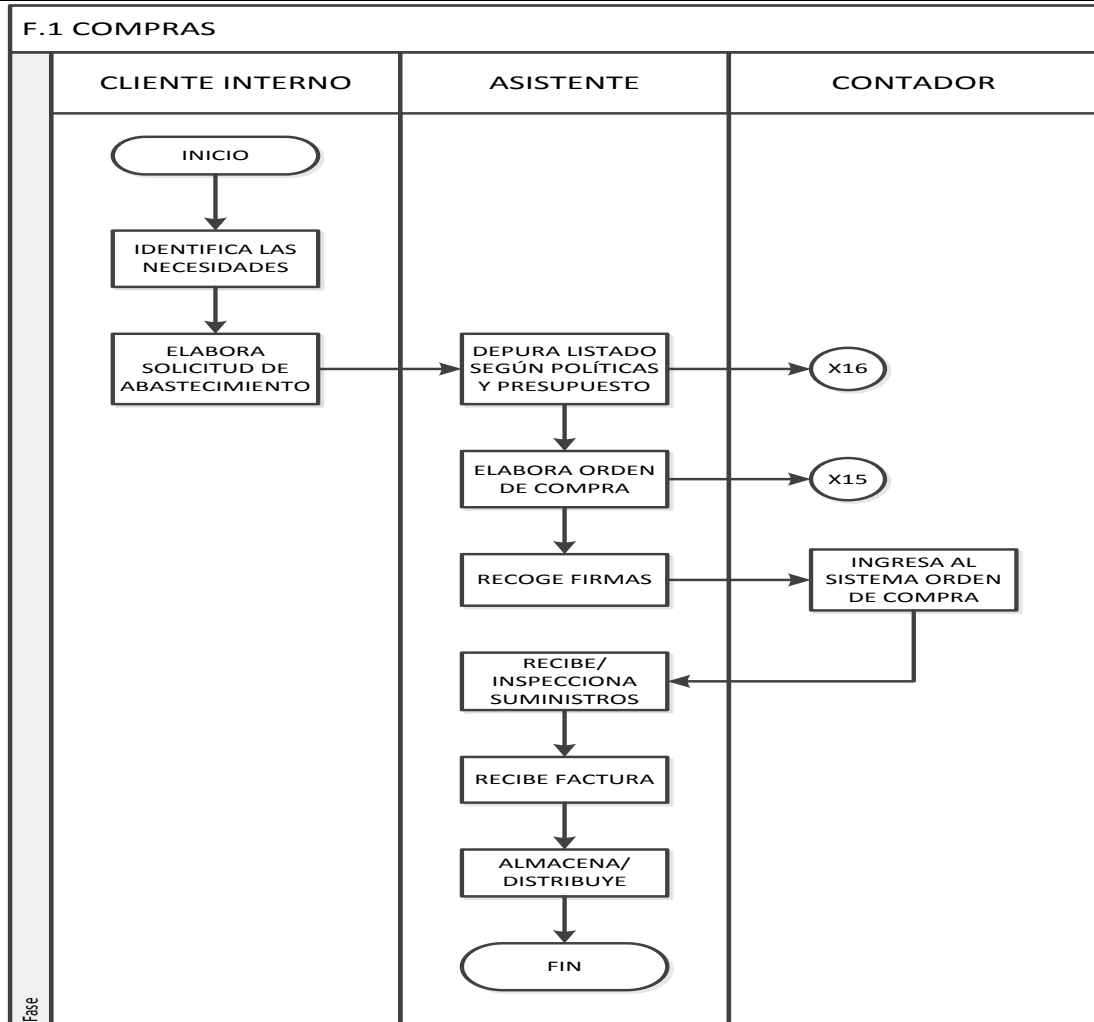 F.1 COMPRAS
CLIENTE INTERNO
ASISTENTE
CONTADOR
INICIO
IDENTIFICA LAS
NECESIDADES
ELABORA
SOLICITUD DE
ABASTECIMIENTO
DEPURA LISTADO
SEGÚN POLÍTICAS
Y PRESUPUESTO
X16
ELABORA ORDEN
DE COMPRA
X15
RECOGE FIRMAS
INGRESA AL
SISTEMA ORDEN
DE COMPRA
RECIBE/
INSPECCIONA
SUMINISTROS
RECIBE FACTURA
ALMACENA/
DISTRIBUYE
FIN
Fase